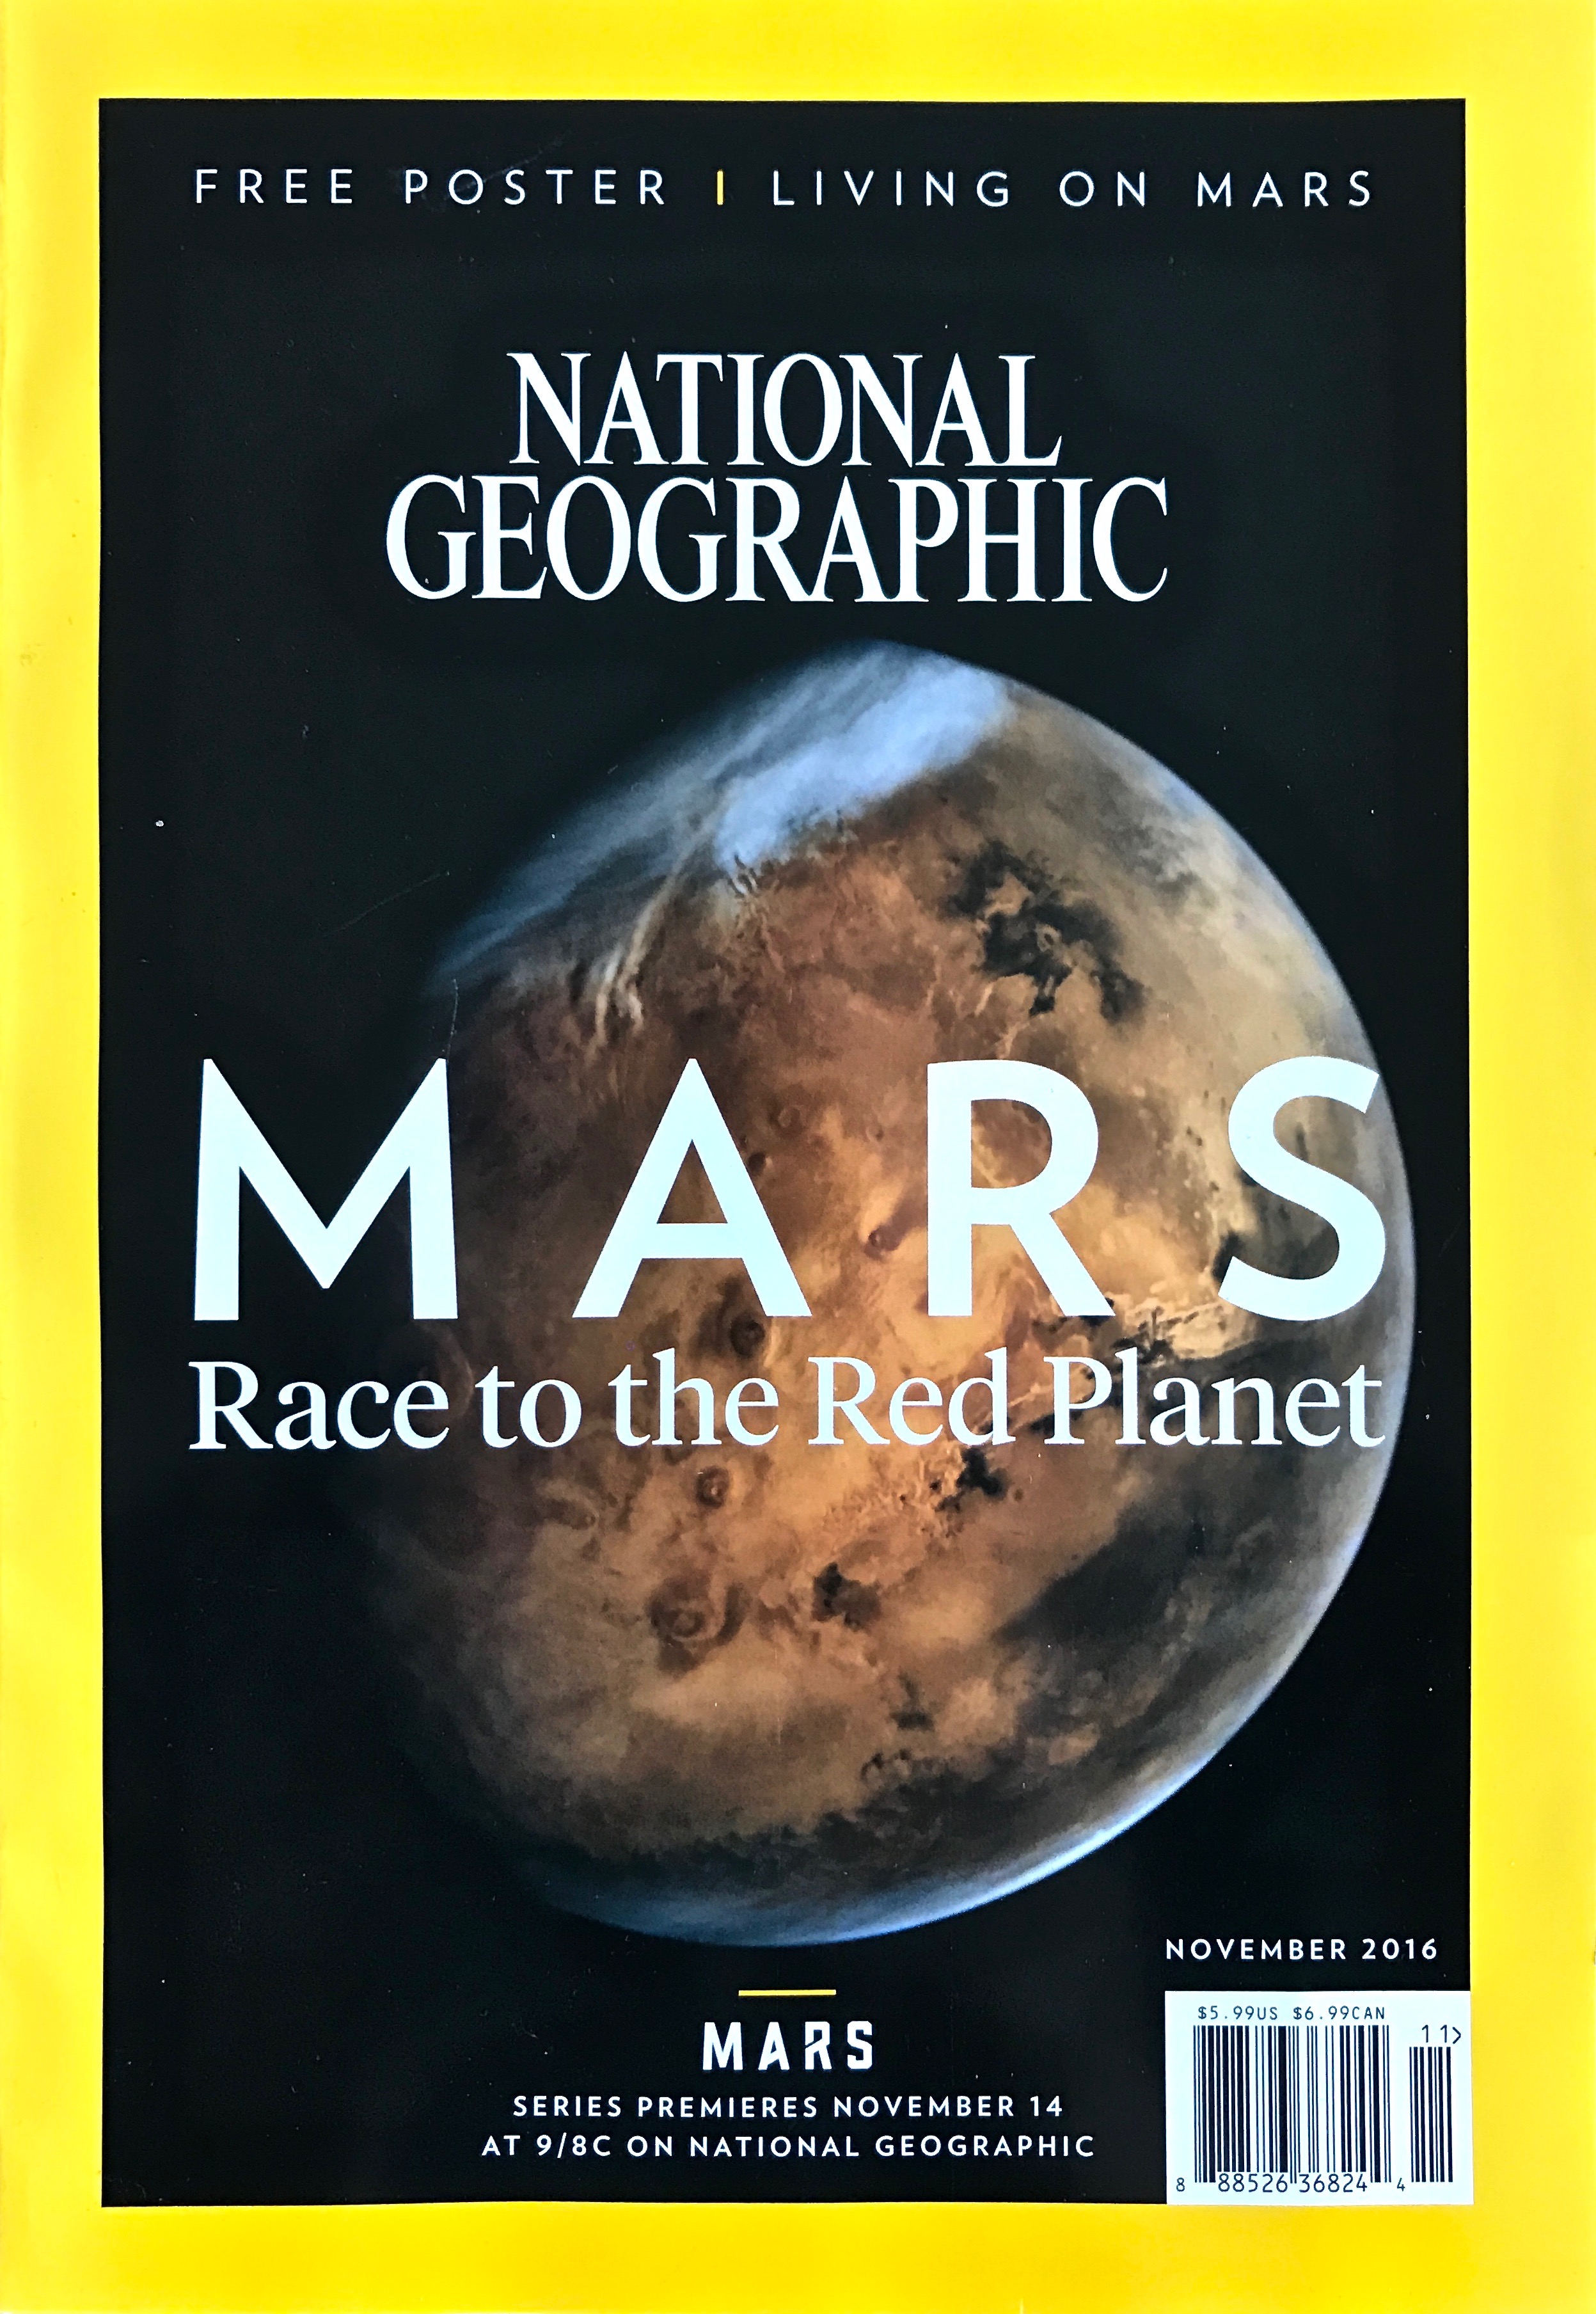 FREE POSTER | LIVING ON MARS
NATIONAL
GEOGRAPHIC
MARS
Race to the Red Planet
NOVEMBER 2016
$5.99US $6.99CAN
11>
8 88526 36824 4
MARS
SERIES PREMIERES NOVEMBER 14
AT 9/8C ON NATIONAL GEOGRAPHIC